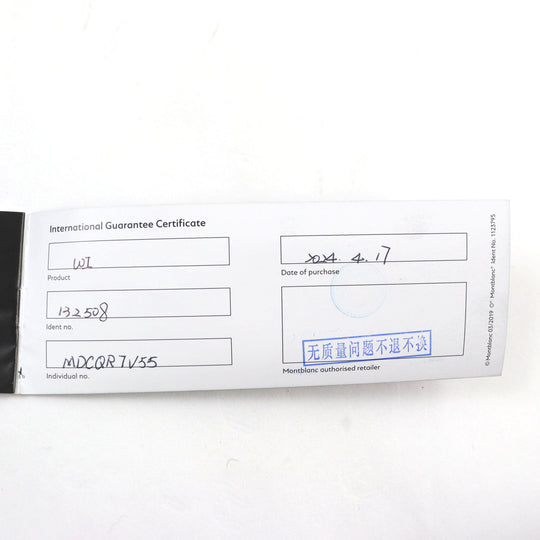 International Guarantee Certificate
WI
Product
132508
Ident no.
MDCQR7V55
Individual no.
2024. 4. 17
Date of purchase
无质量问题不退不换
Montblanc authorised retailer
© Montblanc 03/2019 ○° Montblanc° Ident No. 1123795